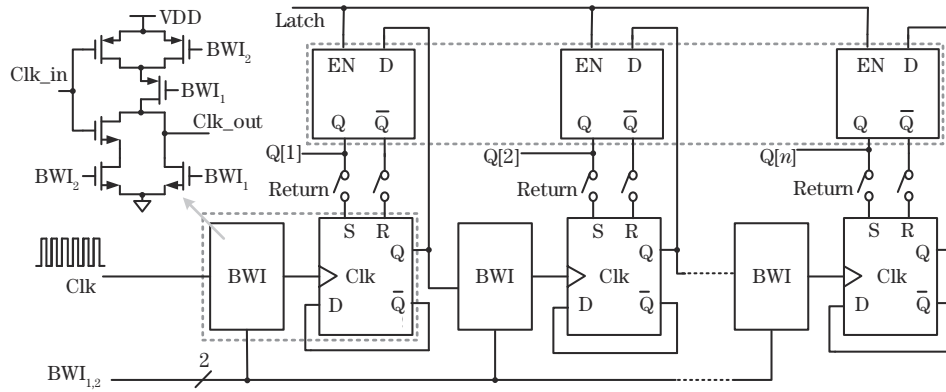 VDD
BWI₂
Clk_in
BWI₁
Clk_out
BWI₂
BWI₁
Latch
EN D
Q Q̅
EN D
Q Q̅
EN D
Q Q̅
Q[1]
Q[2]
Q[n]
Return
Return
Return
S R
S R
S R
Clk
BWI
Clk
Q
D
Q̅
BWI
Clk
Q
D
Q̅
BWI
Clk
Q
D
Q̅
BWI₁,₂
2